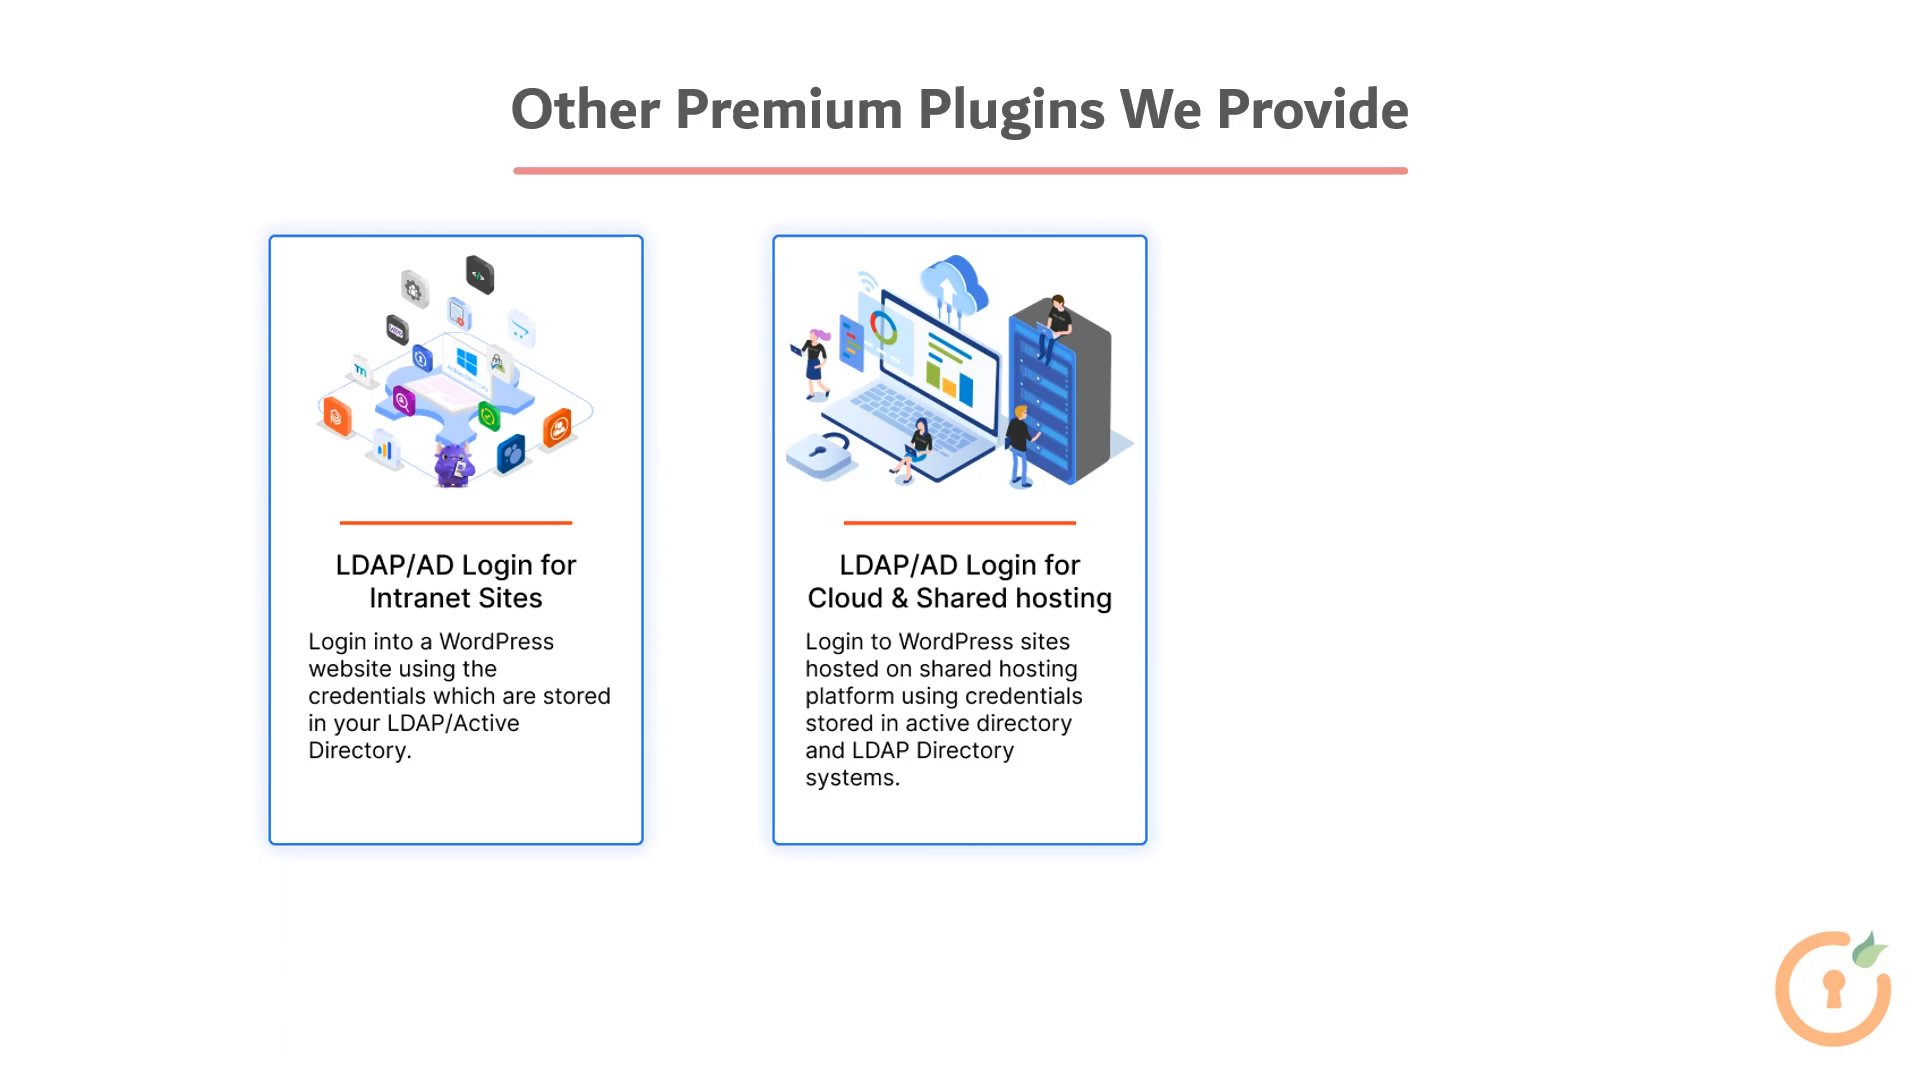 Other Premium Plugins We Provide
LDAP/AD Login for
Intranet Sites
Login into a WordPress
website using the
credentials which are stored
in your LDAP/Active
Directory.
LDAP/AD Login for
Cloud & Shared hosting
Login to WordPress sites
hosted on shared hosting
platform using credentials
stored in active directory
and LDAP Directory
systems.